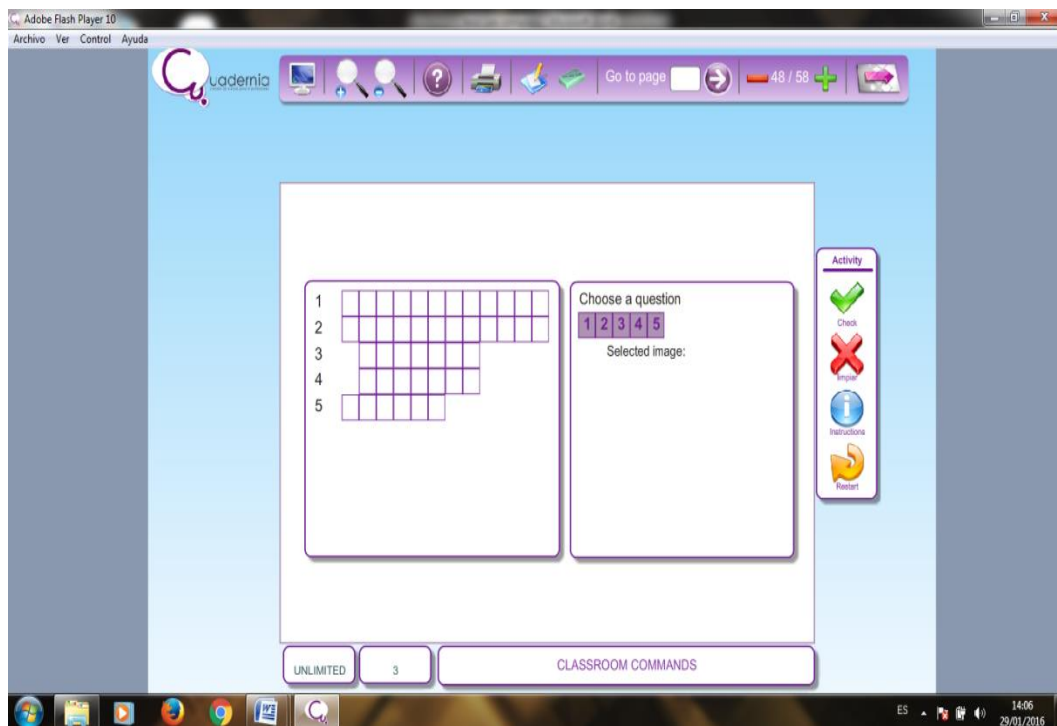 Adobe Flash Player 10
Archivo Ver Control Ayuda
Cuadernia
Go to page
48 / 58
Activity
Check
limpiar
Instructions
Restart
1
2
3
4
5
Choose a question
1 2 3 4 5
Selected image:
UNLIMITED
3
CLASSROOM COMMANDS
ES
14:06
29/01/2016